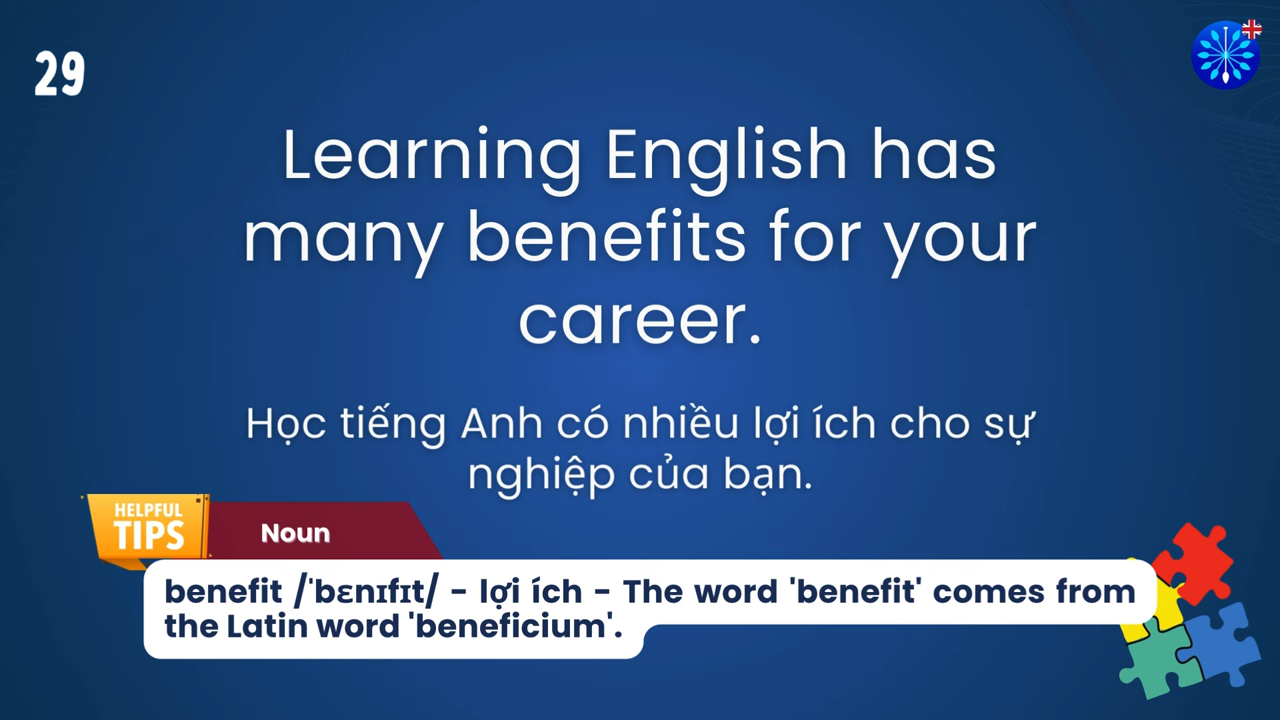 29
Learning English has
many benefits for your
career.
Học tiếng Anh có nhiều lợi ích cho sự
nghiệp của bạn.
HELPFUL
TIPS
Noun
benefit /ˈbɛnɪfɪt/ - lợi ích - The word 'benefit' comes from
the Latin word 'beneficium'.